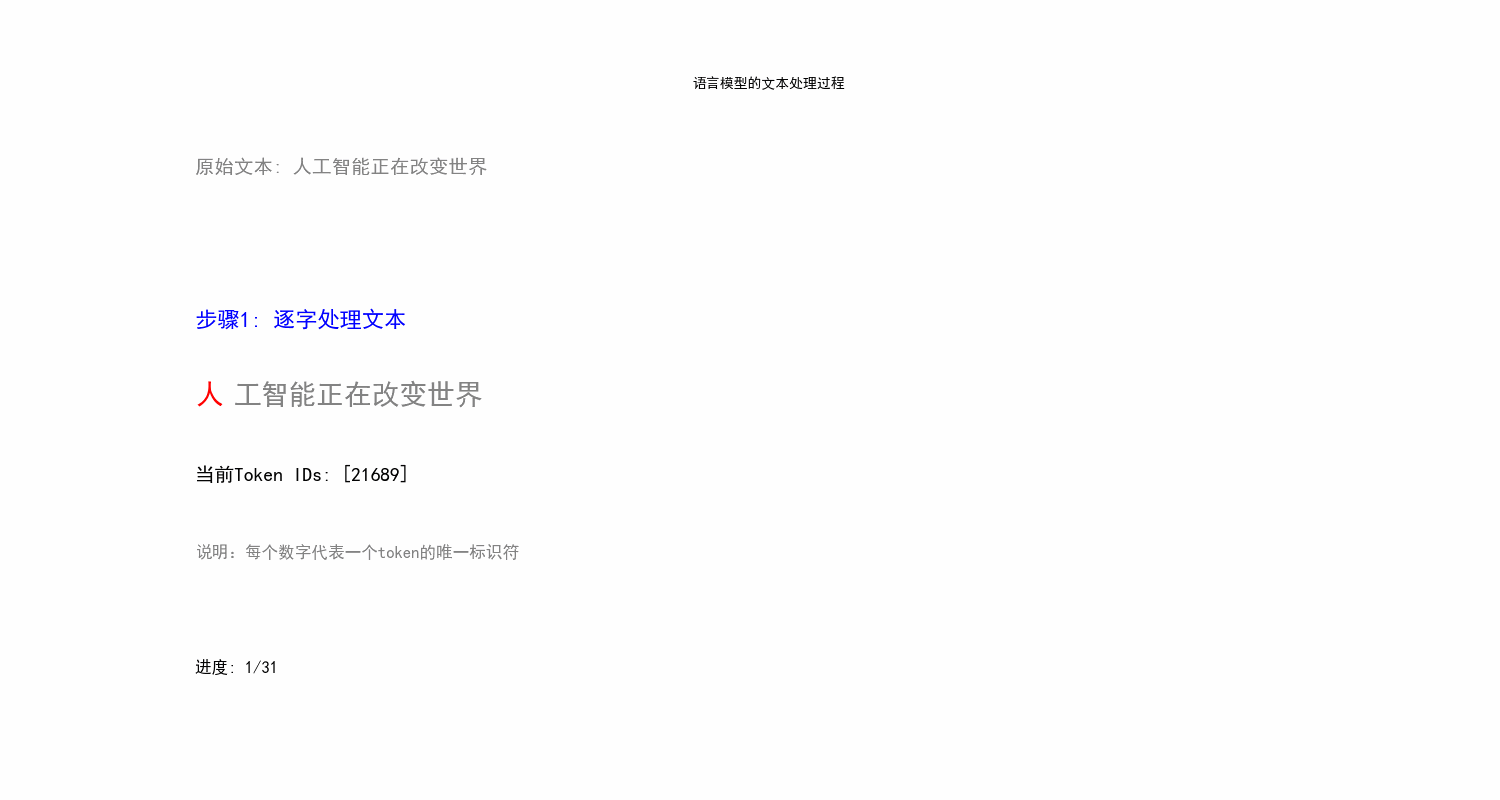 语言模型的文本处理过程
原始文本: 人工智能正在改变世界
步骤1: 逐字处理文本
人 工智能正在改变世界
当前Token IDs: [21689]
说明：每个数字代表一个token的唯一标识符
进度: 1/31